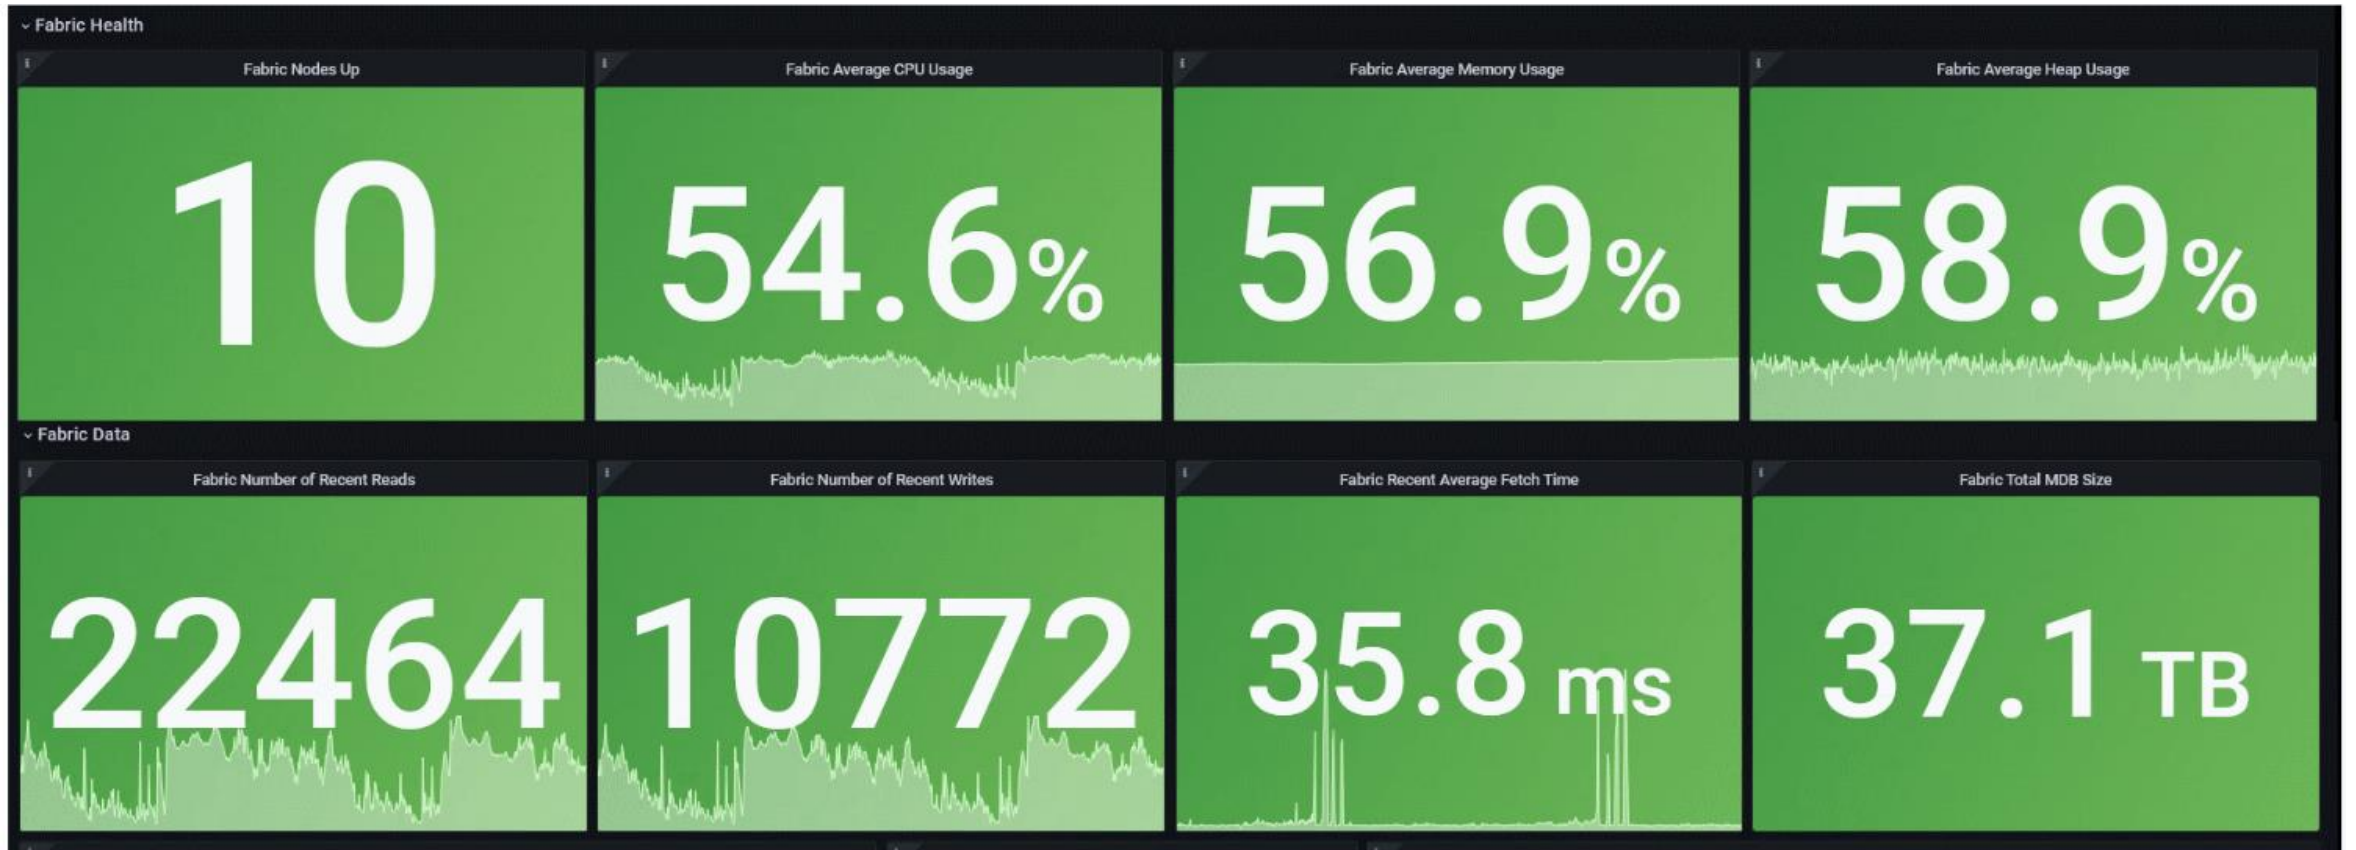 Fabric Health
Fabric Nodes Up
Fabric Average CPU Usage
Fabric Average Memory Usage
Fabric Average Heap Usage
10
54.6%
56.9%
58.9%
Fabric Data
Fabric Number of Recent Reads
Fabric Number of Recent Writes
Fabric Recent Average Fetch Time
Fabric Total MDB Size
22464
10772
35.8 ms
37.1 TB